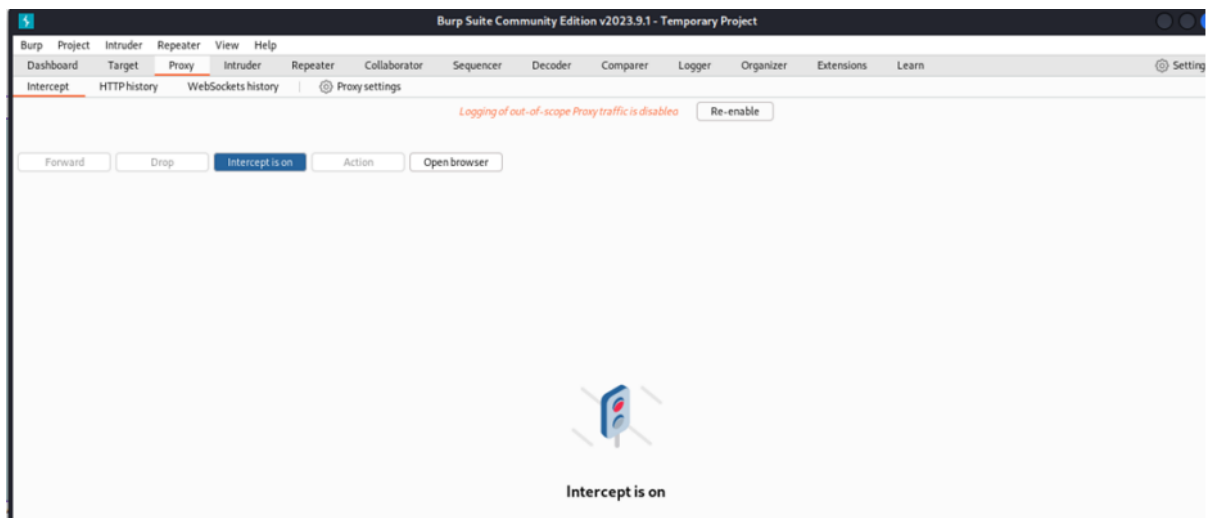 Burp Suite Community Edition v2023.9.1 - Temporary Project
Burp Project Intruder Repeater View Help
Dashboard Target Proxy Intruder Repeater Collaborator Sequencer Decoder Comparer Logger Organizer Extensions Learn Setting
Intercept HTTP history WebSockets history Proxy settings
Logging of out-of-scope Proxy traffic is disabled Re-enable
Forward Drop Intercept is on Action Open browser
Intercept is on